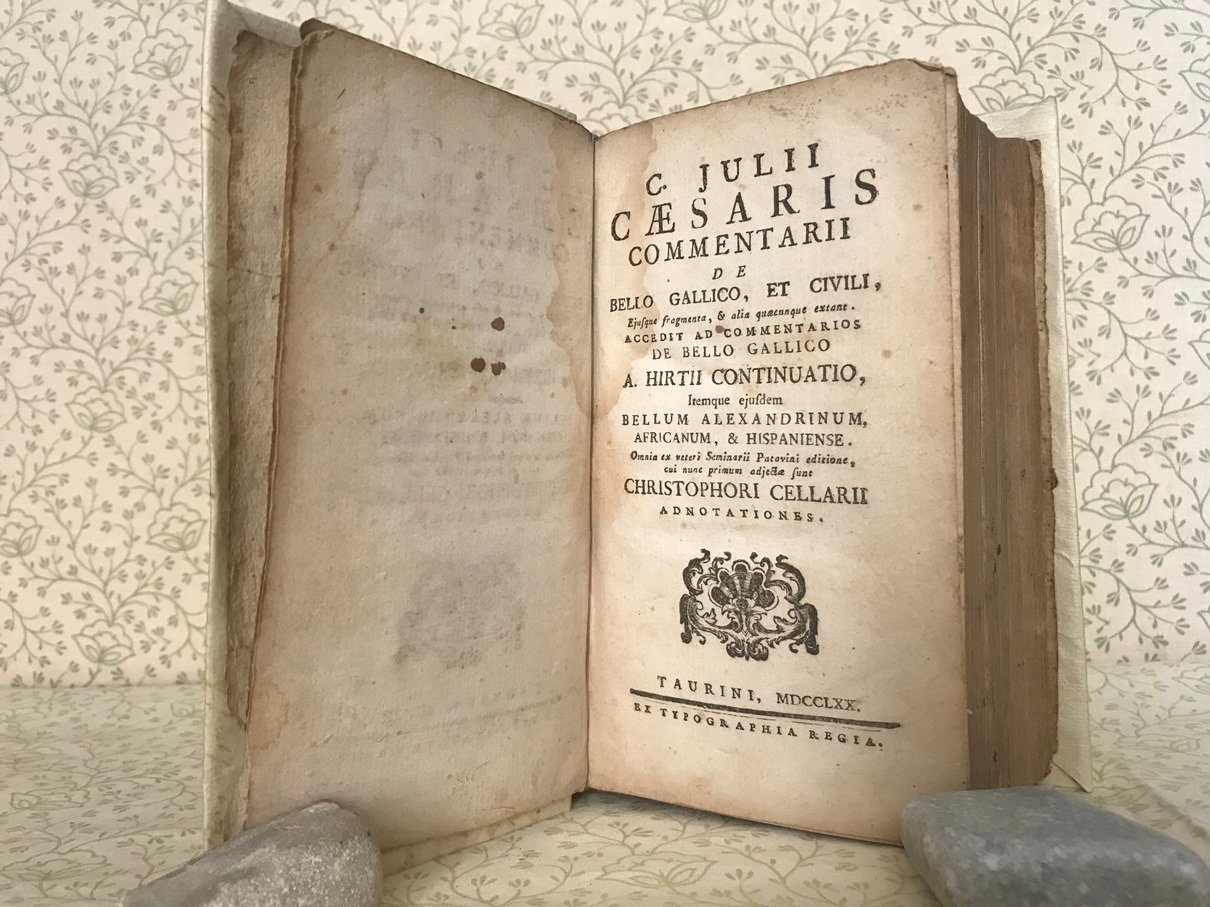 C. JULII
CÆSARIS
COMMENTARII
DE
BELLO GALLICO, ET CIVILI,
Ejuſque fragmenta, & alia quæcunque extant.
ACCEDIT AD COMMENTARIOS
DE BELLO GALLICO
A. HIRTII CONTINUATIO,
Itemque ejuſdem
BELLUM ALEXANDRINUM,
AFRICANUM, & HISPANIENSE.
Omnia ex veteri Seminarii Patavini editione,
cui nunc primum adjectæ ſunt
CHRISTOPHORI CELLARII
ADNOTATIONES.
TAURINI, MDCCLXX.
EX TYPOGRAPHIA REGIA.